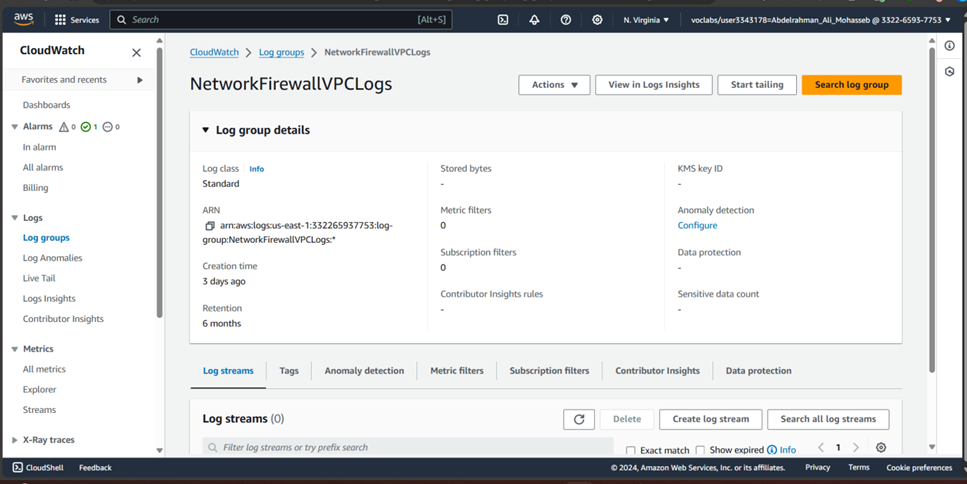 aws
Services
Search
[Alt+S]
N. Virginia
voclabs/user3343178=Abdelrahman_Ali_Mohasseb @ 3322-6593-7753
CloudWatch
Favorites and recents
Dashboards
Alarms 0 1 0
In alarm
All alarms
Billing
Logs
Log groups
Log Anomalies
Live Tail
Logs Insights
Contributor Insights
Metrics
All metrics
Explorer
Streams
X-Ray traces
CloudWatch > Log groups > NetworkFirewallVPCLogs
NetworkFirewallVPCLogs
Actions
View in Logs Insights
Start tailing
Search log group
Log group details
Log class Info
Standard
ARN
arn:aws:logs:us-east-1:332265937753:log-
group:NetworkFirewallVPCLogs:*
Creation time
3 days ago
Retention
6 months
Stored bytes
-
Metric filters
0
Subscription filters
0
Contributor Insights rules
-
KMS key ID
-
Anomaly detection
Configure
Data protection
-
Sensitive data count
-
Log streams
Tags
Anomaly detection
Metric filters
Subscription filters
Contributor Insights
Data protection
Log streams (0)
Delete
Create log stream
Search all log streams
Filter log streams or try prefix search
Exact match
Show expired
Info
1
CloudShell
Feedback
© 2024, Amazon Web Services, Inc. or its affiliates.
Privacy
Terms
Cookie preferences